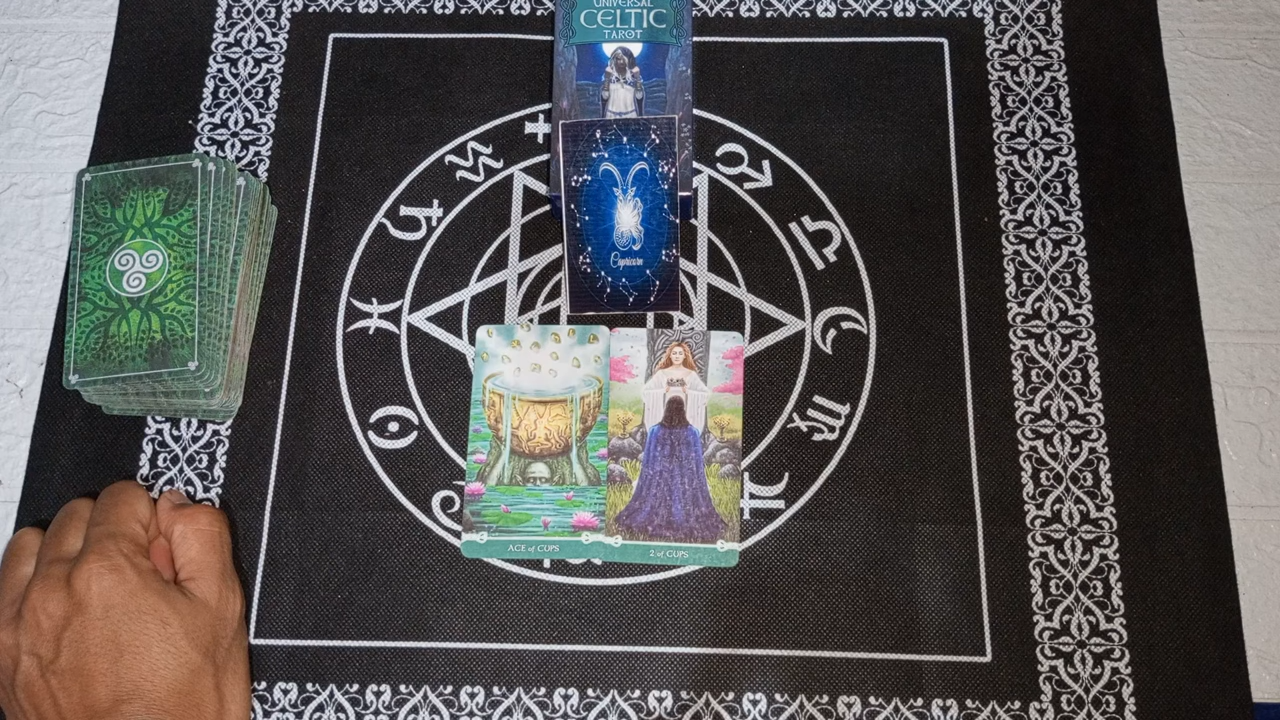 UNIVERSAL
CELTIC
TAROT
Capricorn
ACE of CUPS
2 of CUPS